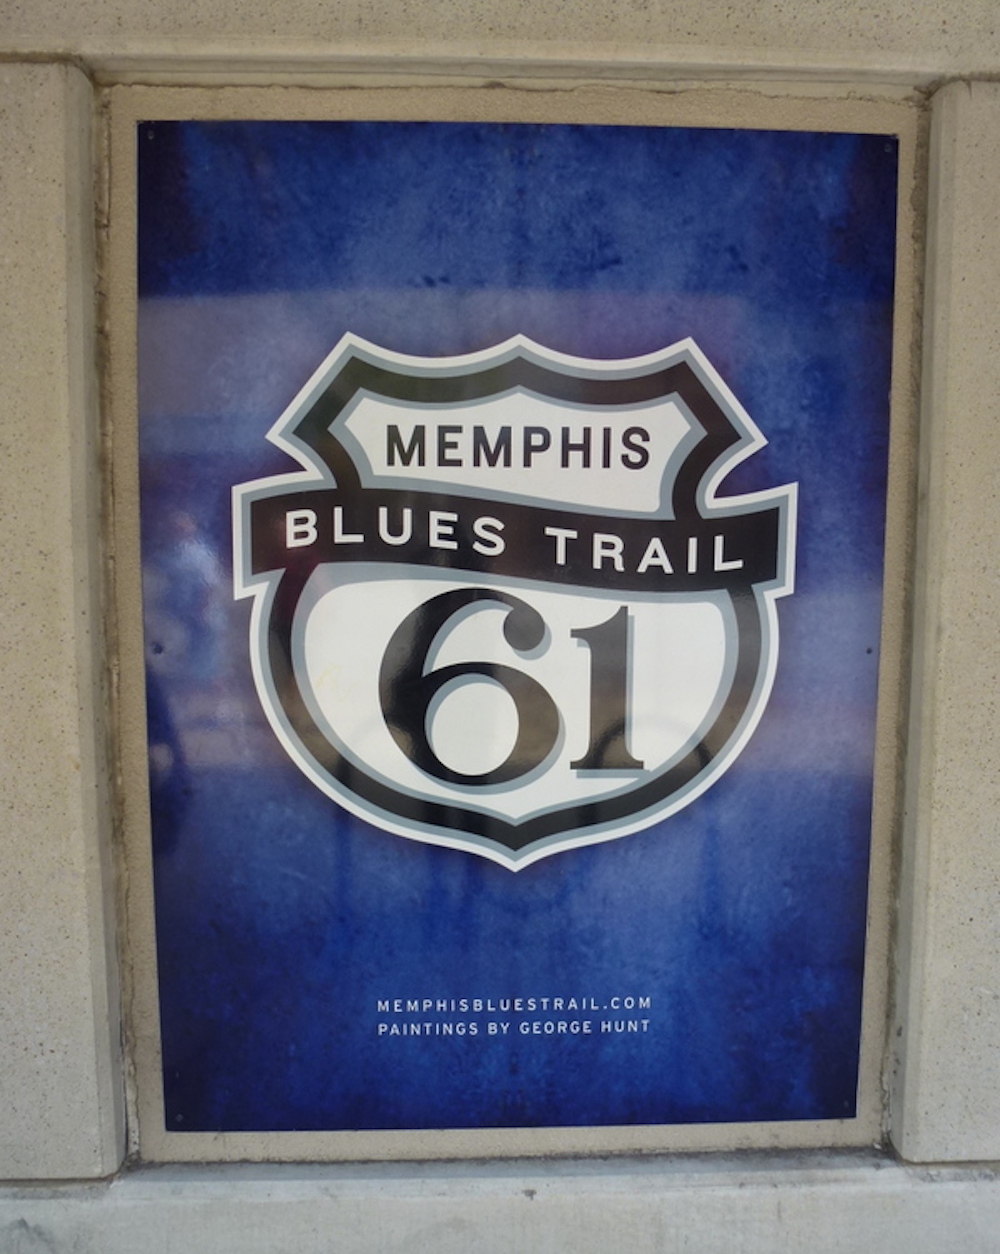 MEMPHIS
BLUES TRAIL
61
MEMPHISBLUESTRAIL.COM
PAINTINGS BY GEORGE HUNT